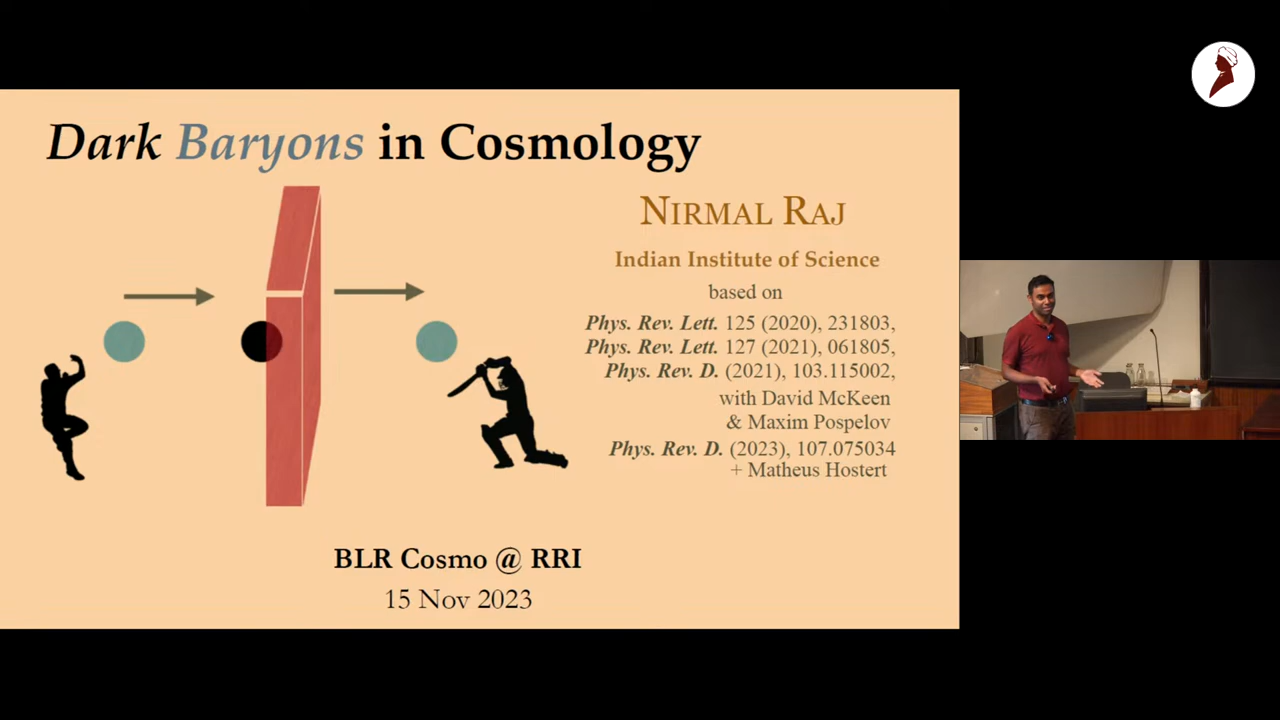 Dark Baryons in Cosmology
NIRMAL RAJ
Indian Institute of Science
based on
Phys. Rev. Lett. 125 (2020), 231803,
Phys. Rev. Lett. 127 (2021), 061805,
Phys. Rev. D. (2021), 103.115002,
with David McKeen
& Maxim Pospelov
Phys. Rev. D. (2023), 107.075034
+ Matheus Hostert
BLR Cosmo @ RRI
15 Nov 2023